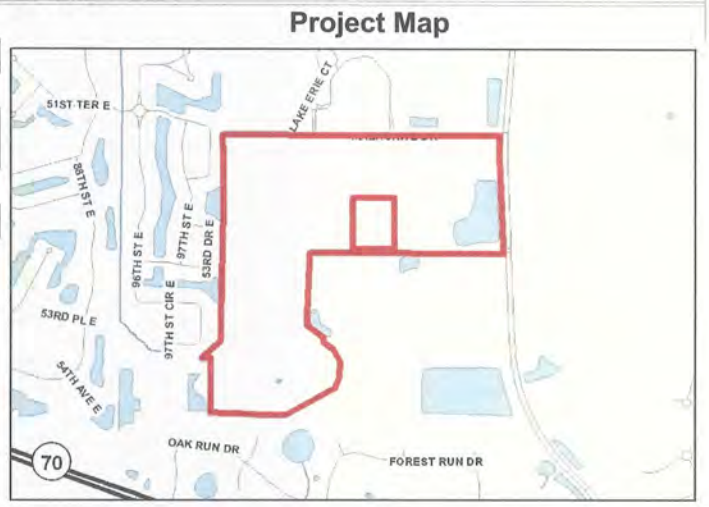 Project Map
51ST TER E
LAKE ERIE CT
88TH ST E
96TH ST E
97TH ST E
53RD DR E
97TH ST CIR E
53RD PL E
54TH AVE E
OAK RUN DR
FOREST RUN DR
70